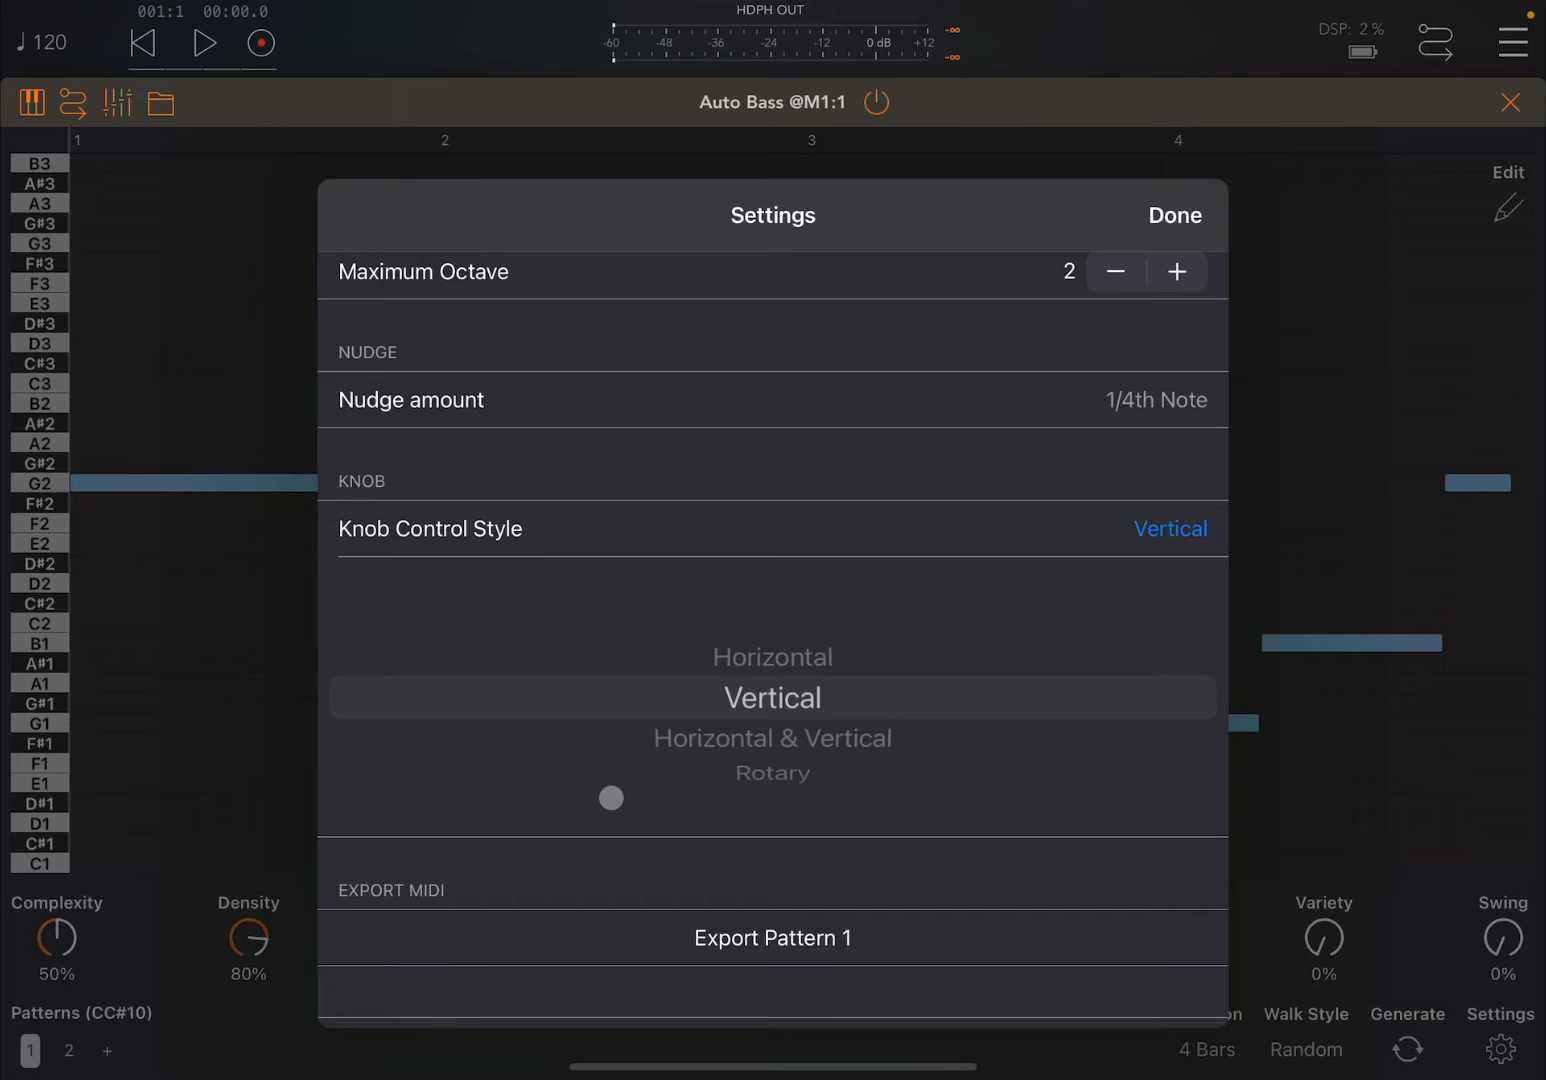 001:1 00:00.0
HDPH OUT
120
-60 -48 -36 -24 -12 0 dB +12
-∞
-∞
DSP: 2 %
Auto Bass @M1:1
1 2 3 4
B3
A#3
A3
G#3
G3
F#3
F3
E3
D#3
D3
C#3
C3
B2
A#2
A2
G#2
G2
F#2
F2
E2
D#2
D2
C#2
C2
B1
A#1
A1
G#1
G1
F#1
F1
E1
D#1
D1
C#1
C1
Edit
Settings
Done
Maximum Octave 2 − +
NUDGE
Nudge amount 1/4th Note
KNOB
Knob Control Style Vertical
Horizontal
Vertical
Horizontal & Vertical
Rotary
EXPORT MIDI
Export Pattern 1
Complexity Density Variety Swing
50% 80% 0% 0%
Patterns (CC#10) on Walk Style Generate Settings
1 2 + 4 Bars Random